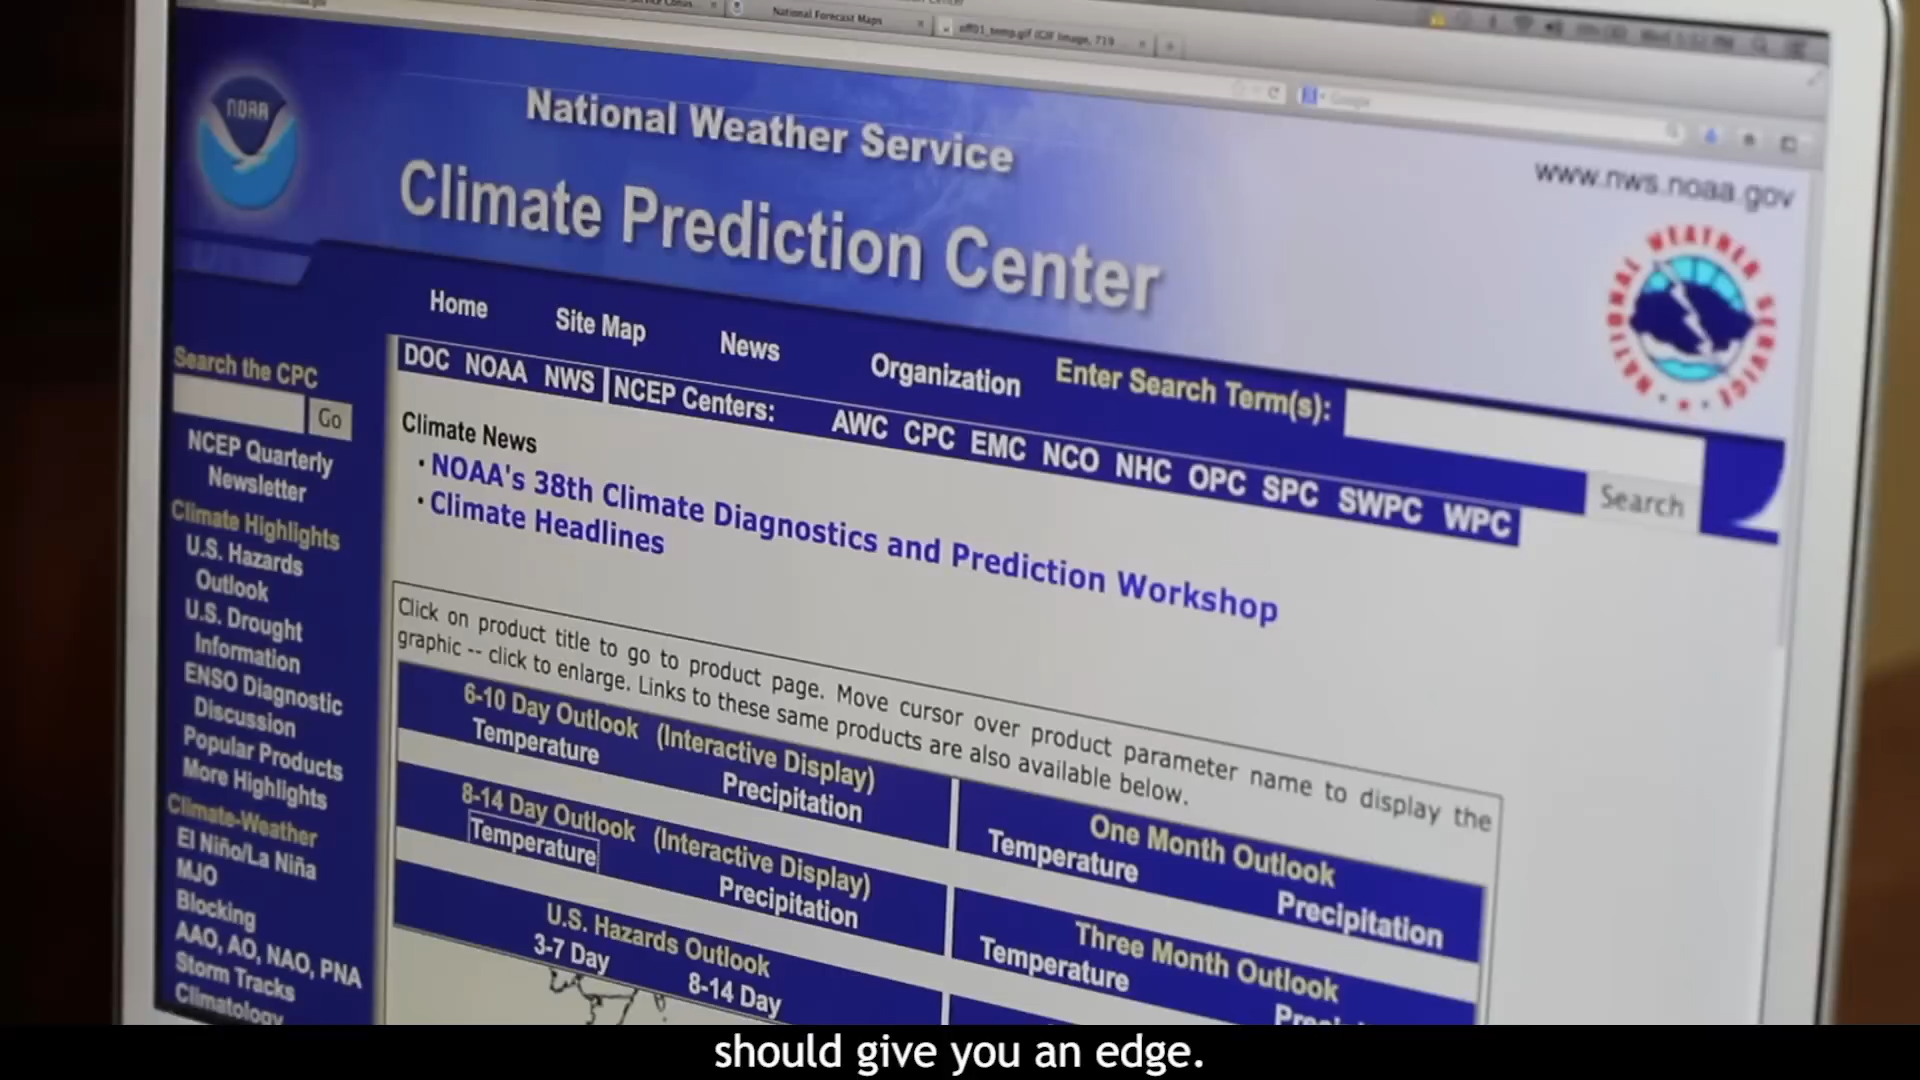 National Forecast Maps
off01_temp.gif (GIF Image, 719
NOAA
National Weather Service
Climate Prediction Center
www.nws.noaa.gov
NATIONAL WEATHER SERVICE
Home Site Map News Organization Enter Search Term(s):
Search
DOC NOAA NWS NCEP Centers: AWC CPC EMC NCO NHC OPC SPC SWPC WPC
Search the CPC
Go
NCEP Quarterly
Newsletter
Climate Highlights
U.S. Hazards
Outlook
U.S. Drought
Information
ENSO Diagnostic
Discussion
Popular Products
More Highlights
Climate-Weather
El Niño/La Niña
MJO
Blocking
AAO, AO, NAO, PNA
Storm Tracks
Climatology
Climate News
· NOAA's 38th Climate Diagnostics and Prediction Workshop
· Climate Headlines
Click on product title to go to product page. Move cursor over product parameter name to display the
graphic -- click to enlarge. Links to these same products are also available below.
6-10 Day Outlook (Interactive Display)
Temperature Precipitation
8-14 Day Outlook (Interactive Display)
Temperature Precipitation
U.S. Hazards Outlook
3-7 Day 8-14 Day
One Month Outlook
Temperature Precipitation
Three Month Outlook
Temperature
should give you an edge.